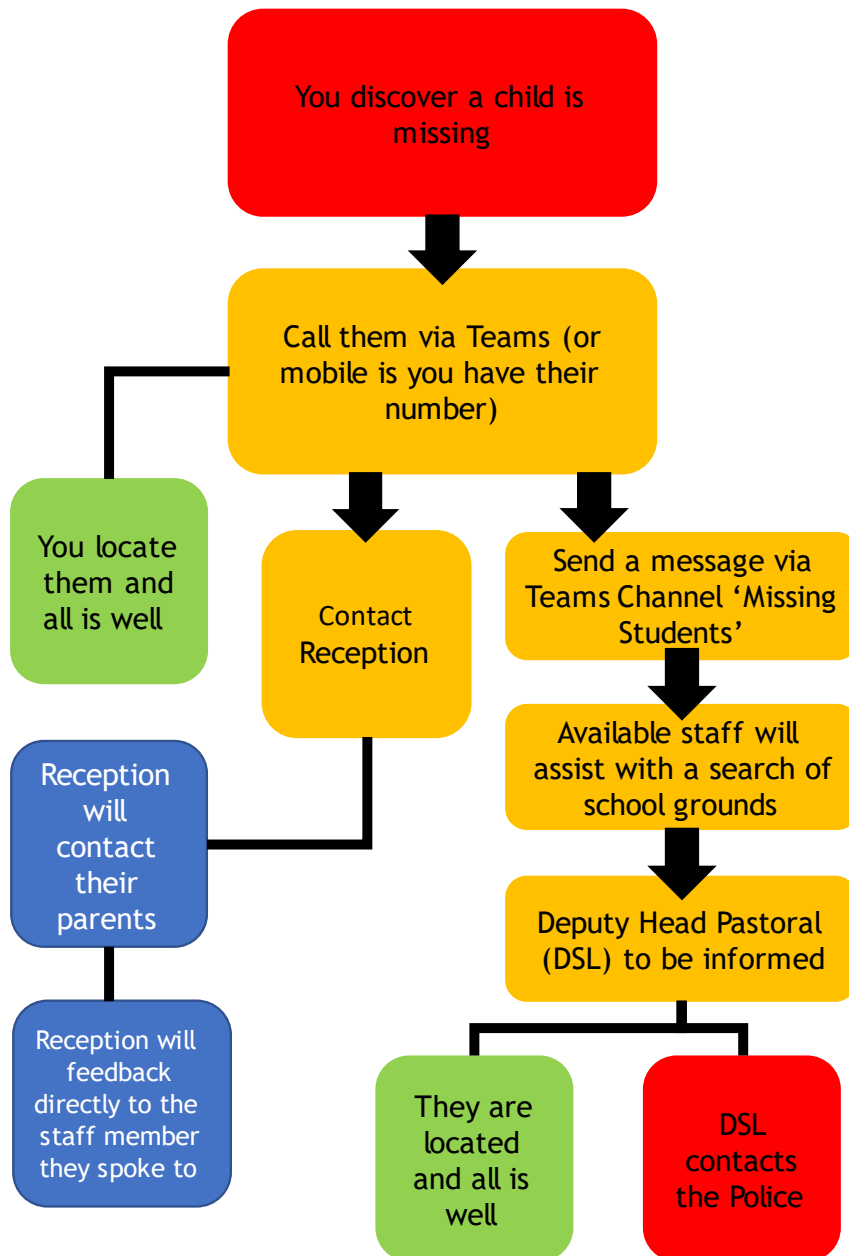 You discover a child is
missing
Call them via Teams (or
mobile is you have their
number)
You locate
them and
all is well
Contact
Reception
Send a message via
Teams Channel ‘Missing
Students’
Reception
will
contact
their
parents
Available staff will
assist with a search of
school grounds
Deputy Head Pastoral
(DSL) to be informed
Reception will
feedback
directly to the
staff member
they spoke to
They are
located
and all is
well
DSL
contacts
the Police